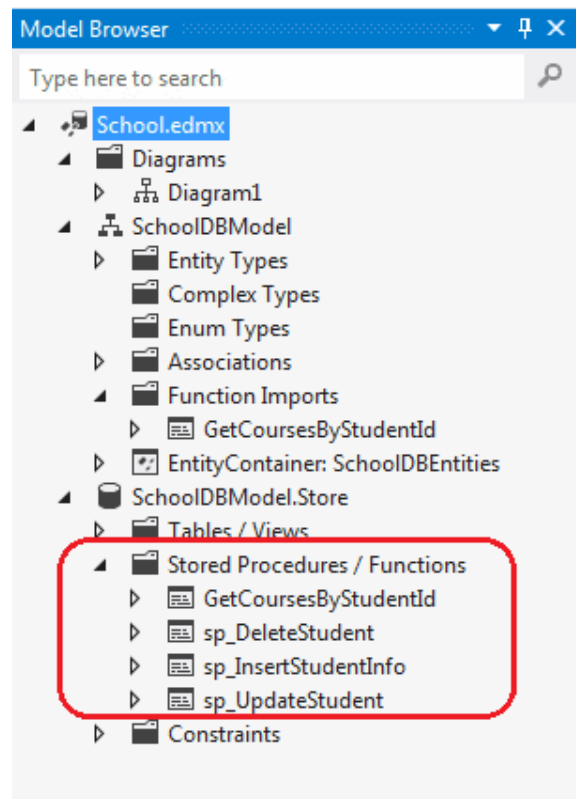 Model Browser
Type here to search
School.edmx
Diagrams
Diagram1
SchoolDBModel
Entity Types
Complex Types
Enum Types
Associations
Function Imports
GetCoursesByStudentId
EntityContainer: SchoolDBEntities
SchoolDBModel.Store
Tables / Views
Stored Procedures / Functions
GetCoursesByStudentId
sp_DeleteStudent
sp_InsertStudentInfo
sp_UpdateStudent
Constraints